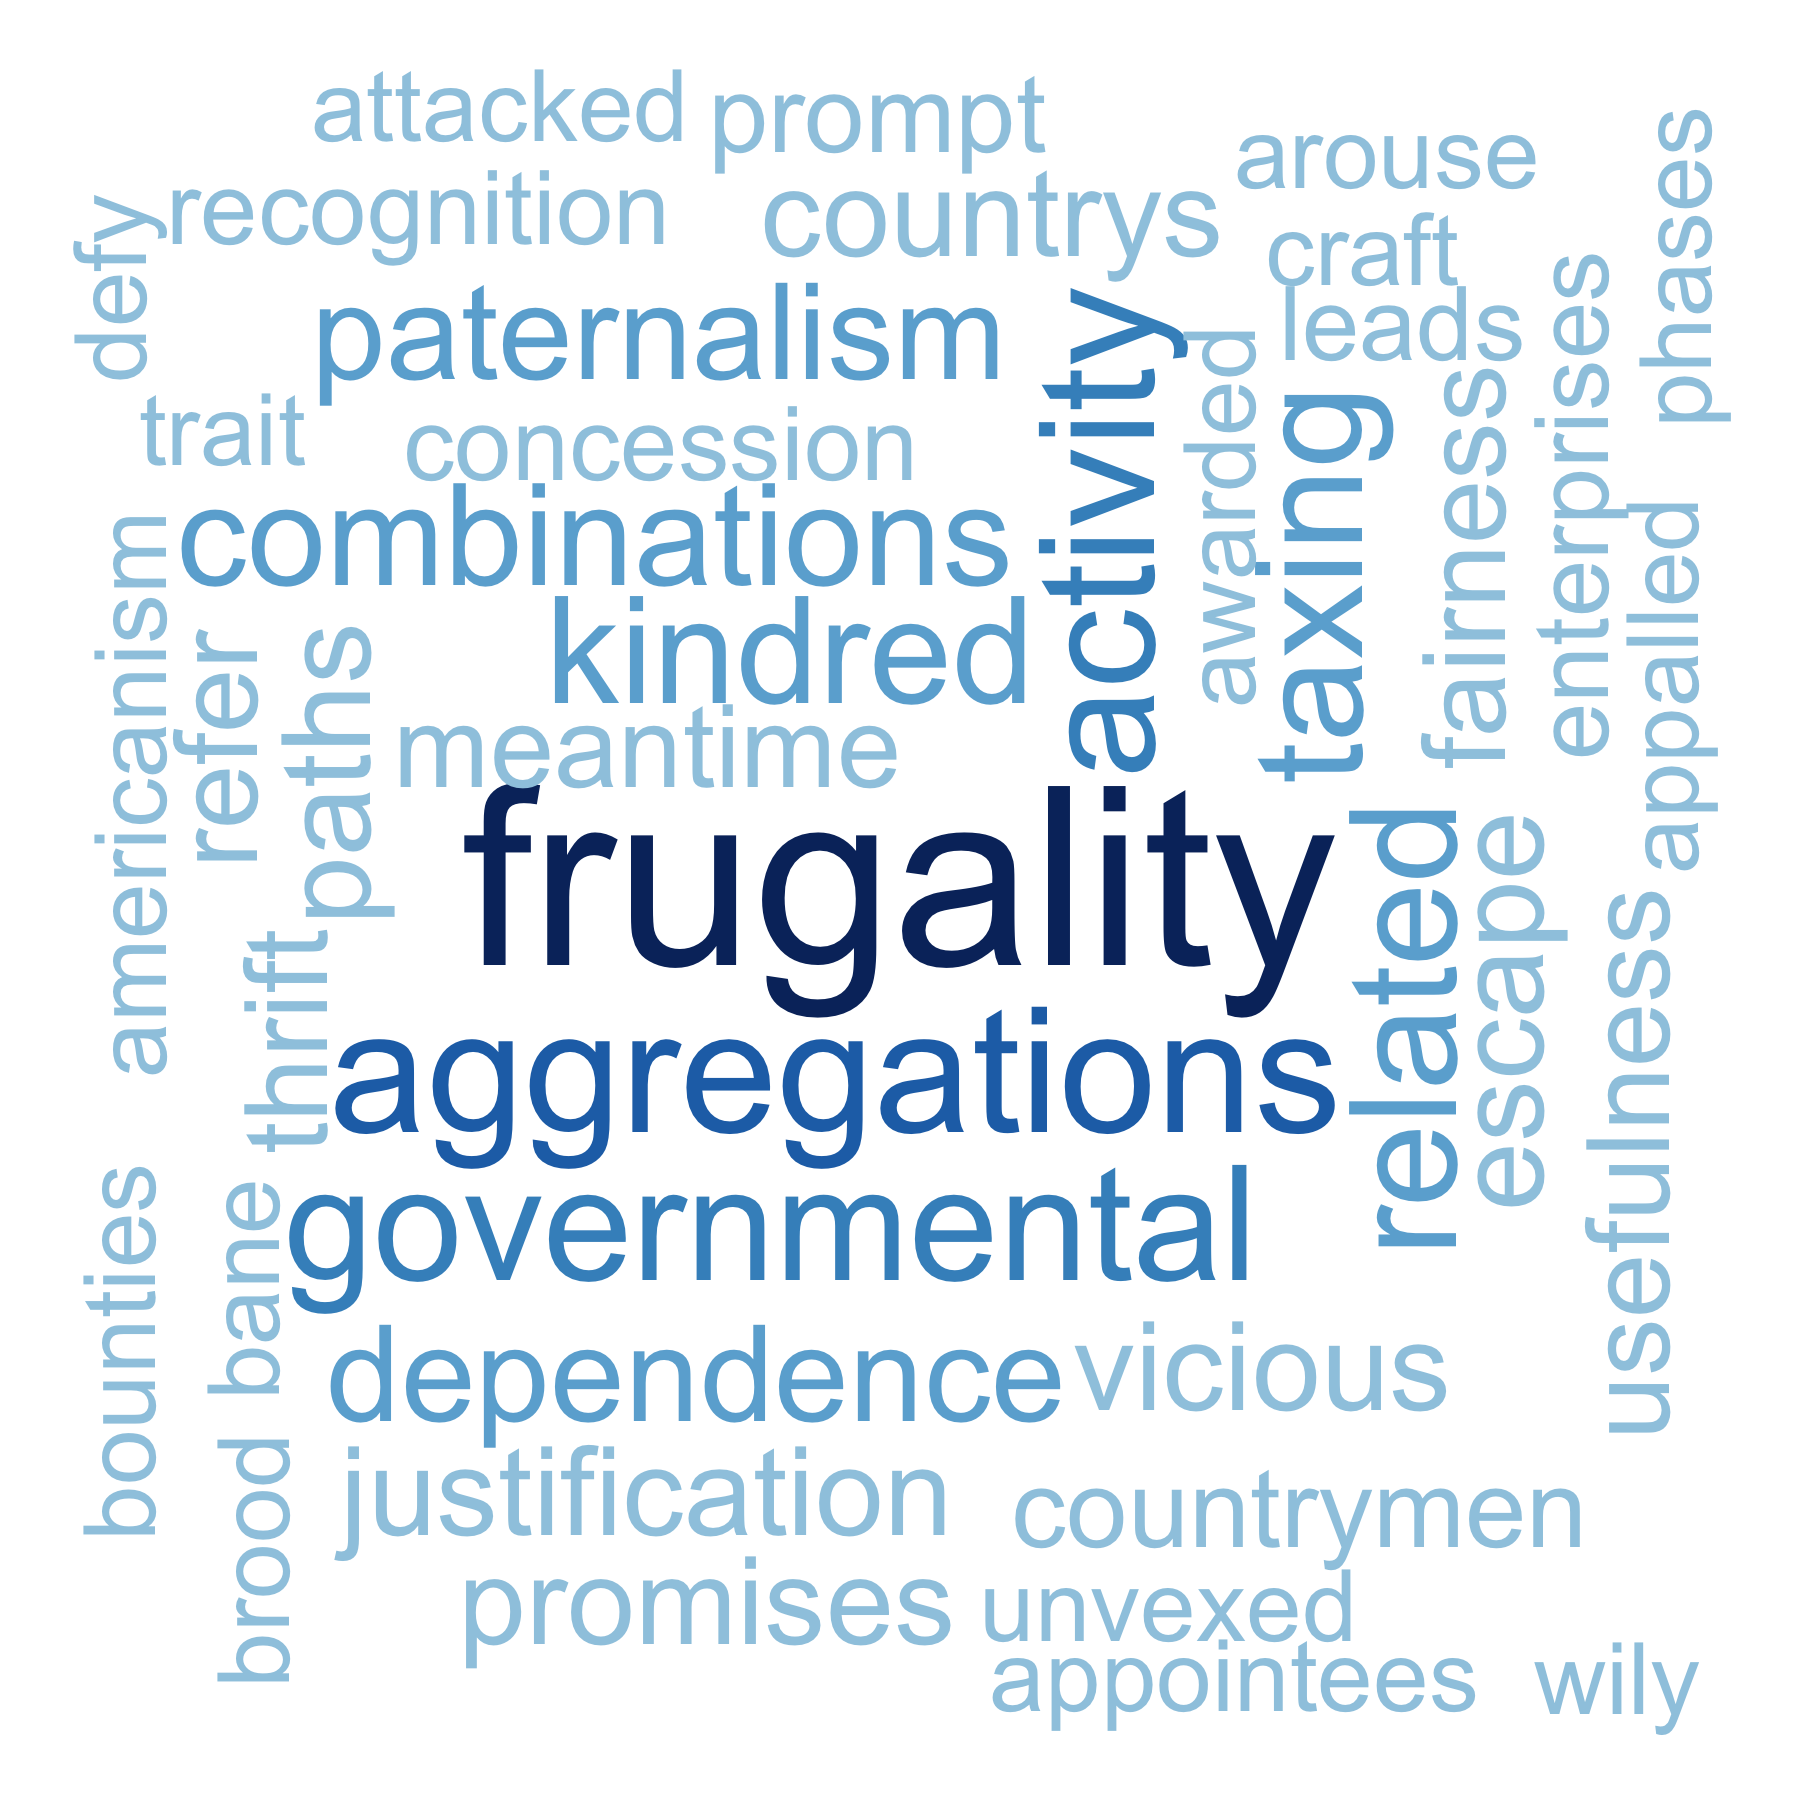 attacked
prompt
arouse
recognition
countrys
craft
phases
defy
paternalism
leads
activity
awarded
enterprises
trait
concession
taxing
fairness
combinations
appalled
americanism
kindred
refer
paths
meantime
frugality
related
escape
thrift
usefulness
aggregations
governmental
bounties
bane
dependence
vicious
brood
justification
countrymen
promises
unvexed
appointees
wily